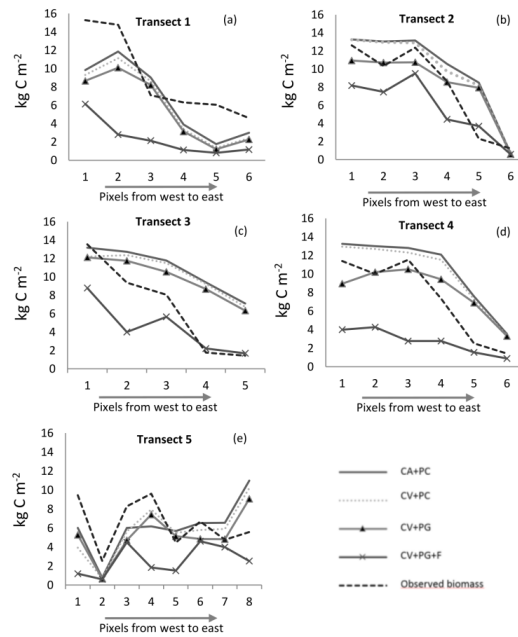 Transect 1
(a)
kg C m⁻²
16
14
12
10
8
6
4
2
0
1 2 3 4 5 6
Pixels from west to east
Transect 2
(b)
kg C m⁻²
16
14
12
10
8
6
4
2
0
1 2 3 4 5 6
Pixels from west to east
Transect 3
(c)
kg C m⁻²
16
14
12
10
8
6
4
2
0
1 2 3 4 5
Pixels from west to east
Transect 4
(d)
kg C m⁻²
16
14
12
10
8
6
4
2
0
1 2 3 4 5 6
Pixels from west to east
Transect 5
(e)
kg C m⁻²
16
14
12
10
8
6
4
2
0
1 2 3 4 5 6 7 8
Pixels from west to east
CA+PC
CV+PC
CV+PG
CV+PG+F
Observed biomass